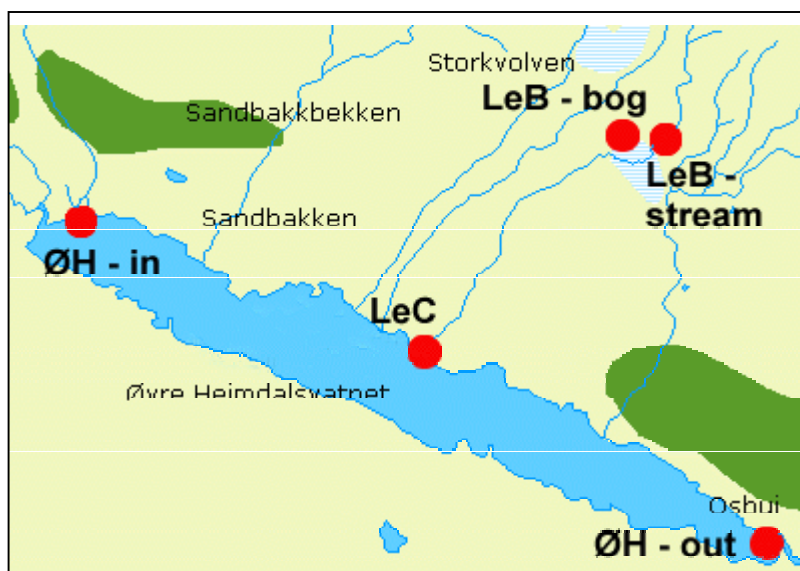 Storkvolven
LeB - bog
Sandbakkbekken
LeB -
stream
Sandbakken
ØH - in
LeC
Øvre Heimdalsvatnet
Oshui
ØH - out